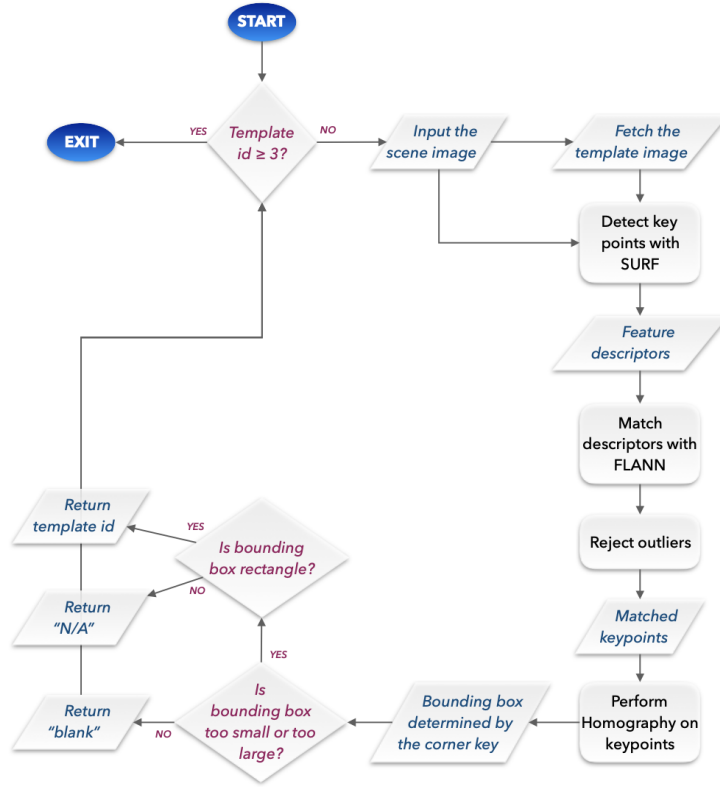 START
Template
id ≥ 3?
YES
EXIT
NO
Input the
scene image
Fetch the
template image
Detect key
points with
SURF
Feature
descriptors
Match
descriptors with
FLANN
Reject outliers
Matched
keypoints
Perform
Homography on
keypoints
Bounding box
determined by
the corner key
Is
bounding box
too small or too
large?
NO
Return
“blank”
YES
Is bounding
box rectangle?
YES
Return
template id
NO
Return
“N/A”